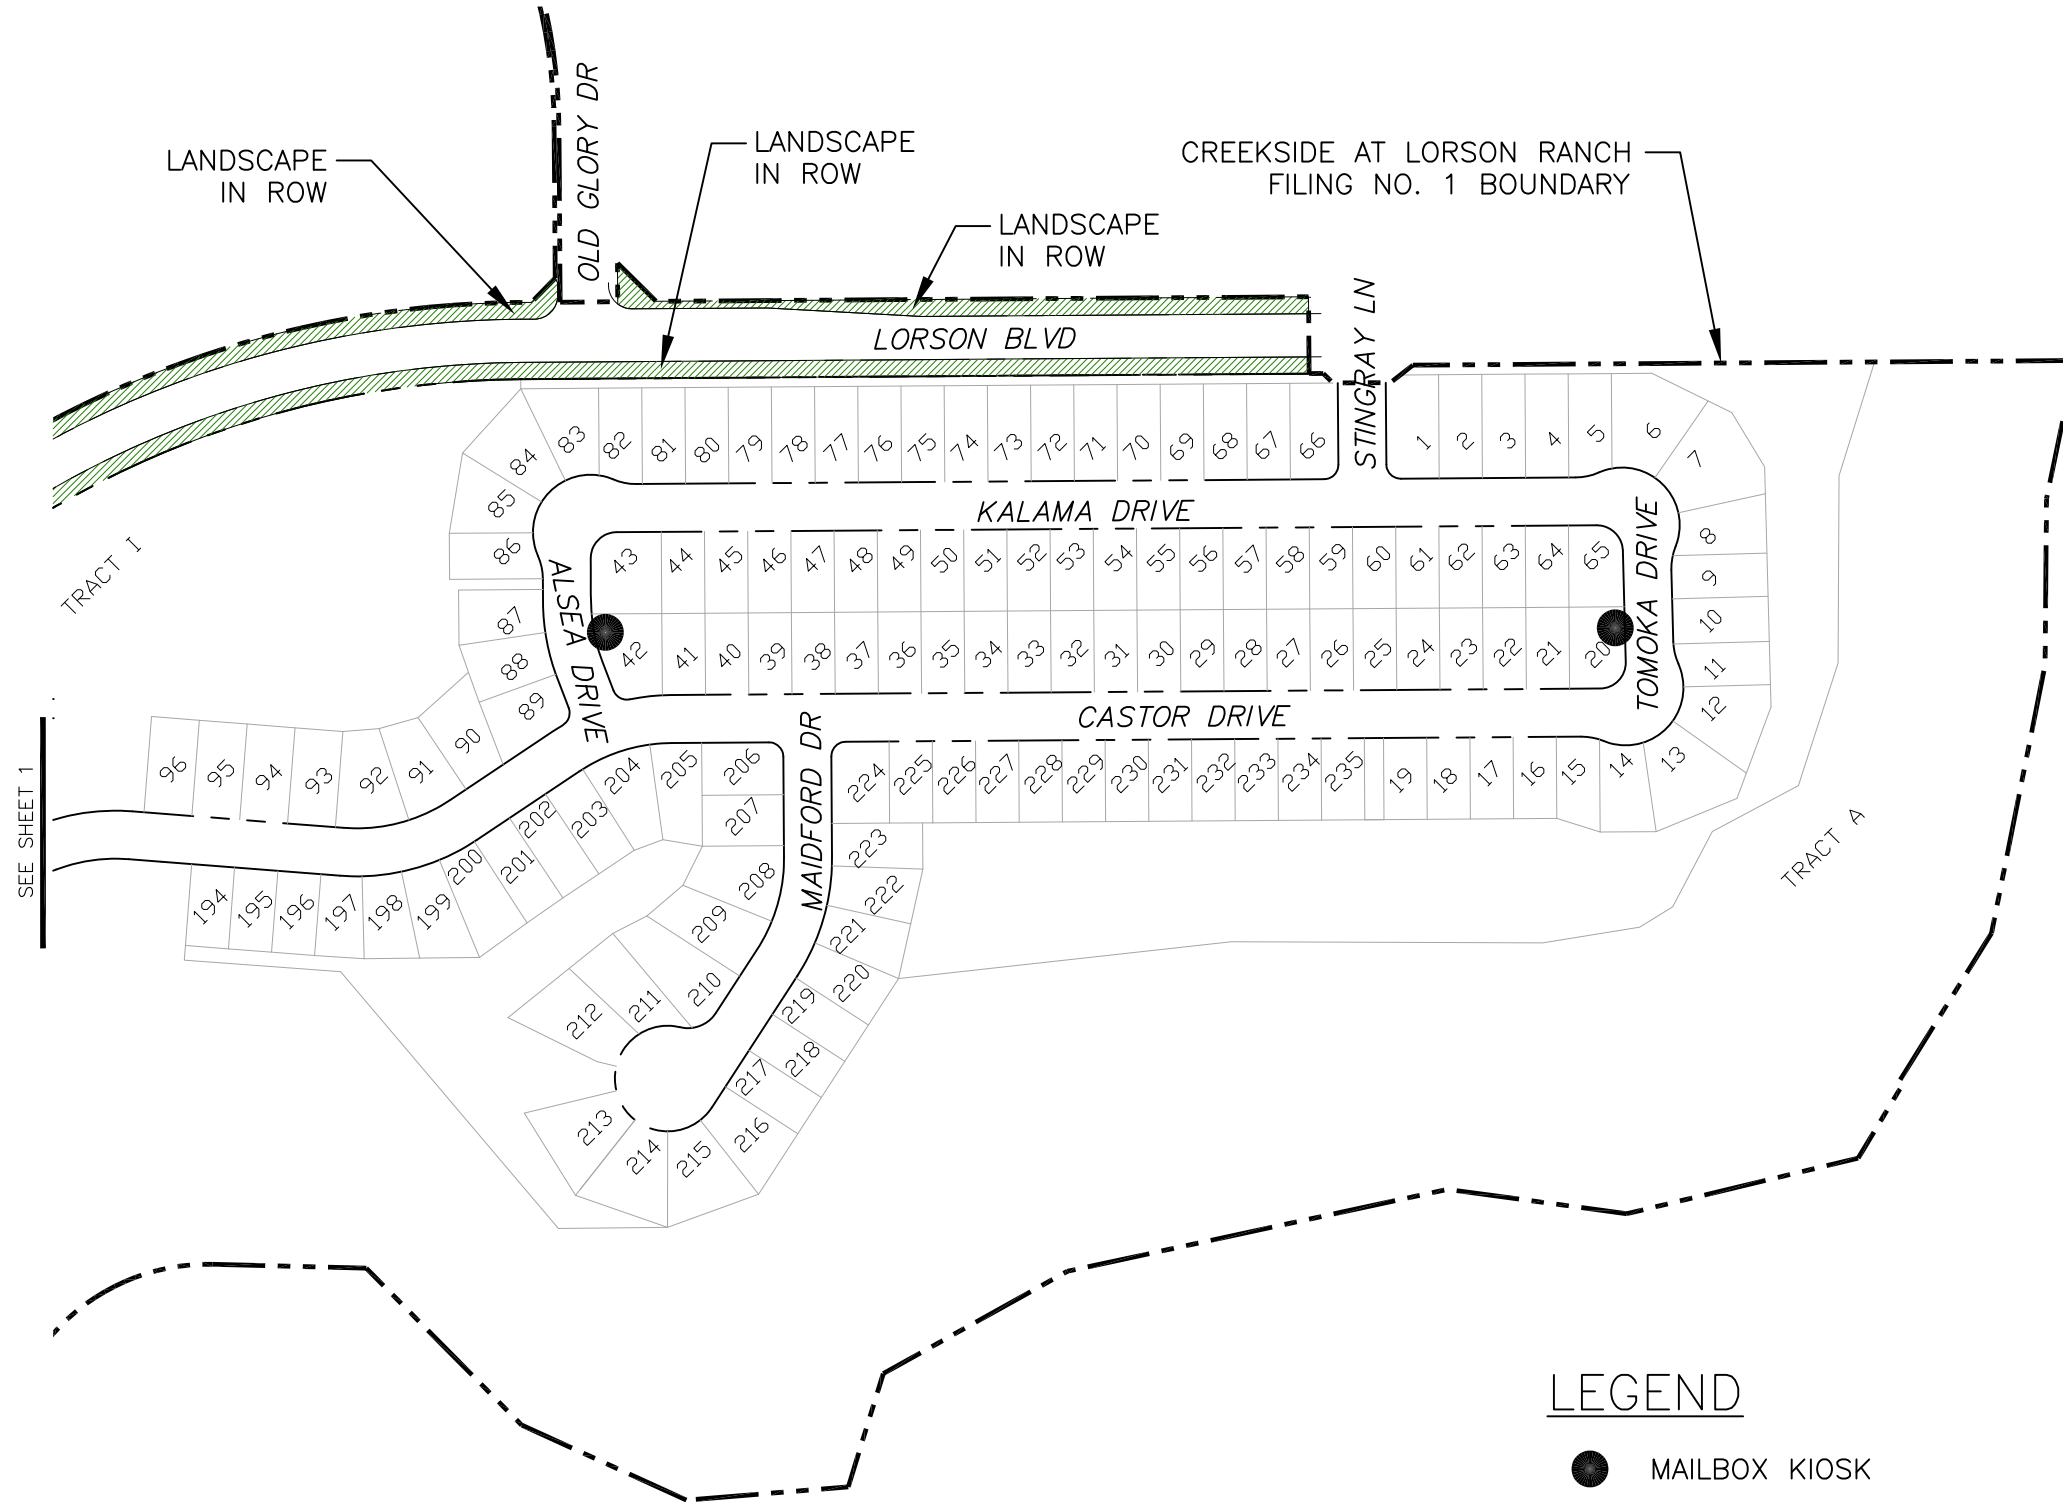 OLD GLORY DR
LANDSCAPE
IN ROW
LANDSCAPE
IN ROW
CREEKSIDE AT LORSON RANCH
FILING NO. 1 BOUNDARY
LANDSCAPE
IN ROW
LORSON BLVD
STINGRAY LN
83 82 81 80 79 78 77 76 75 74 73 72 71 70 69 68 67 66
1 2 3 4 5 6
84
85
86
7
8
9
10
11
12
13
KALAMA DRIVE
TOMOKA DRIVE
TRACT I
ALSEA DRIVE
43 44 45 46 47 48 49 50 51 52 53 54 55 56 57 58 59 60 61 62 63 64 65
42 41 40 39 38 37 36 35 34 33 32 31 30 29 28 27 26 25 24 23 22 21 20
87
88
89
90
CASTOR DRIVE
MAIDFORD DR
96 95 94 93 92 91
204 205 206
207
224 225 226 227 228 229 230 231 232 233 234 235 19 18 17 16 15 14
SEE SHEET 1
194 195 196 197 198 199 200 201 202 203
208
209
210
211
212
213
214
215
216
217
218
219
220
221
222
223
TRACT A
LEGEND
MAILBOX KIOSK